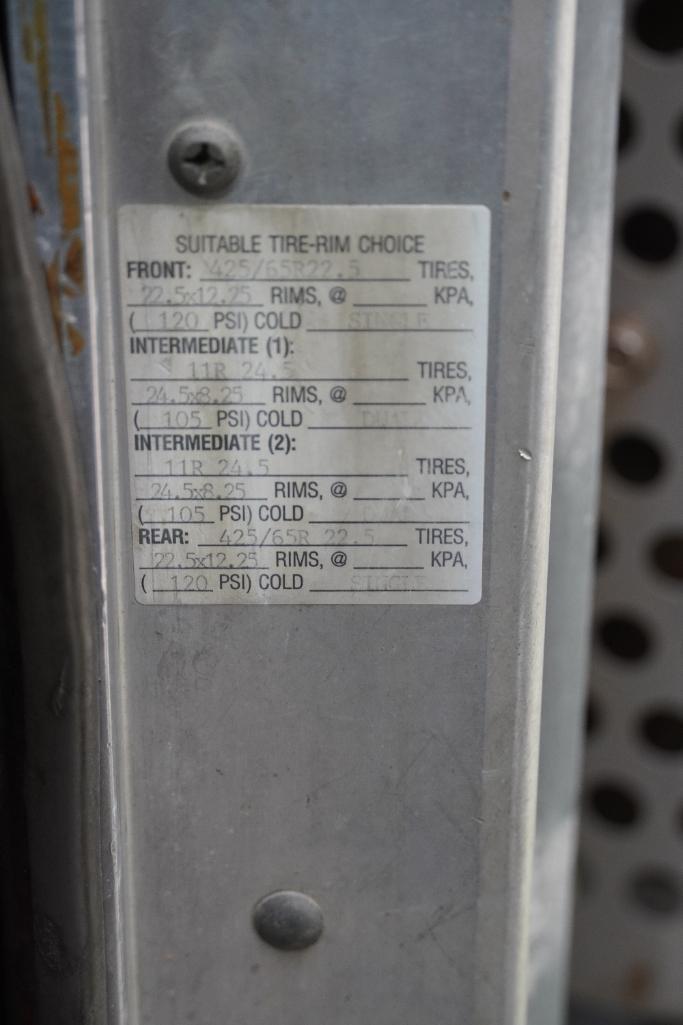 SUITABLE TIRE-RIM CHOICE
FRONT: 425/65R22.5 TIRES,
22.5x12.25 RIMS, @ KPA,
( 120 PSI) COLD SINGLE
INTERMEDIATE (1):
11R 24.5 TIRES,
24.5x8.25 RIMS, @ KPA,
( 105 PSI) COLD DUAL
INTERMEDIATE (2):
11R 24.5 TIRES,
24.5x8.25 RIMS, @ KPA,
( 105 PSI) COLD
REAR: 425/65R 22.5 TIRES,
22.5x12.25 RIMS, @ KPA,
( 120 PSI) COLD SINGLE